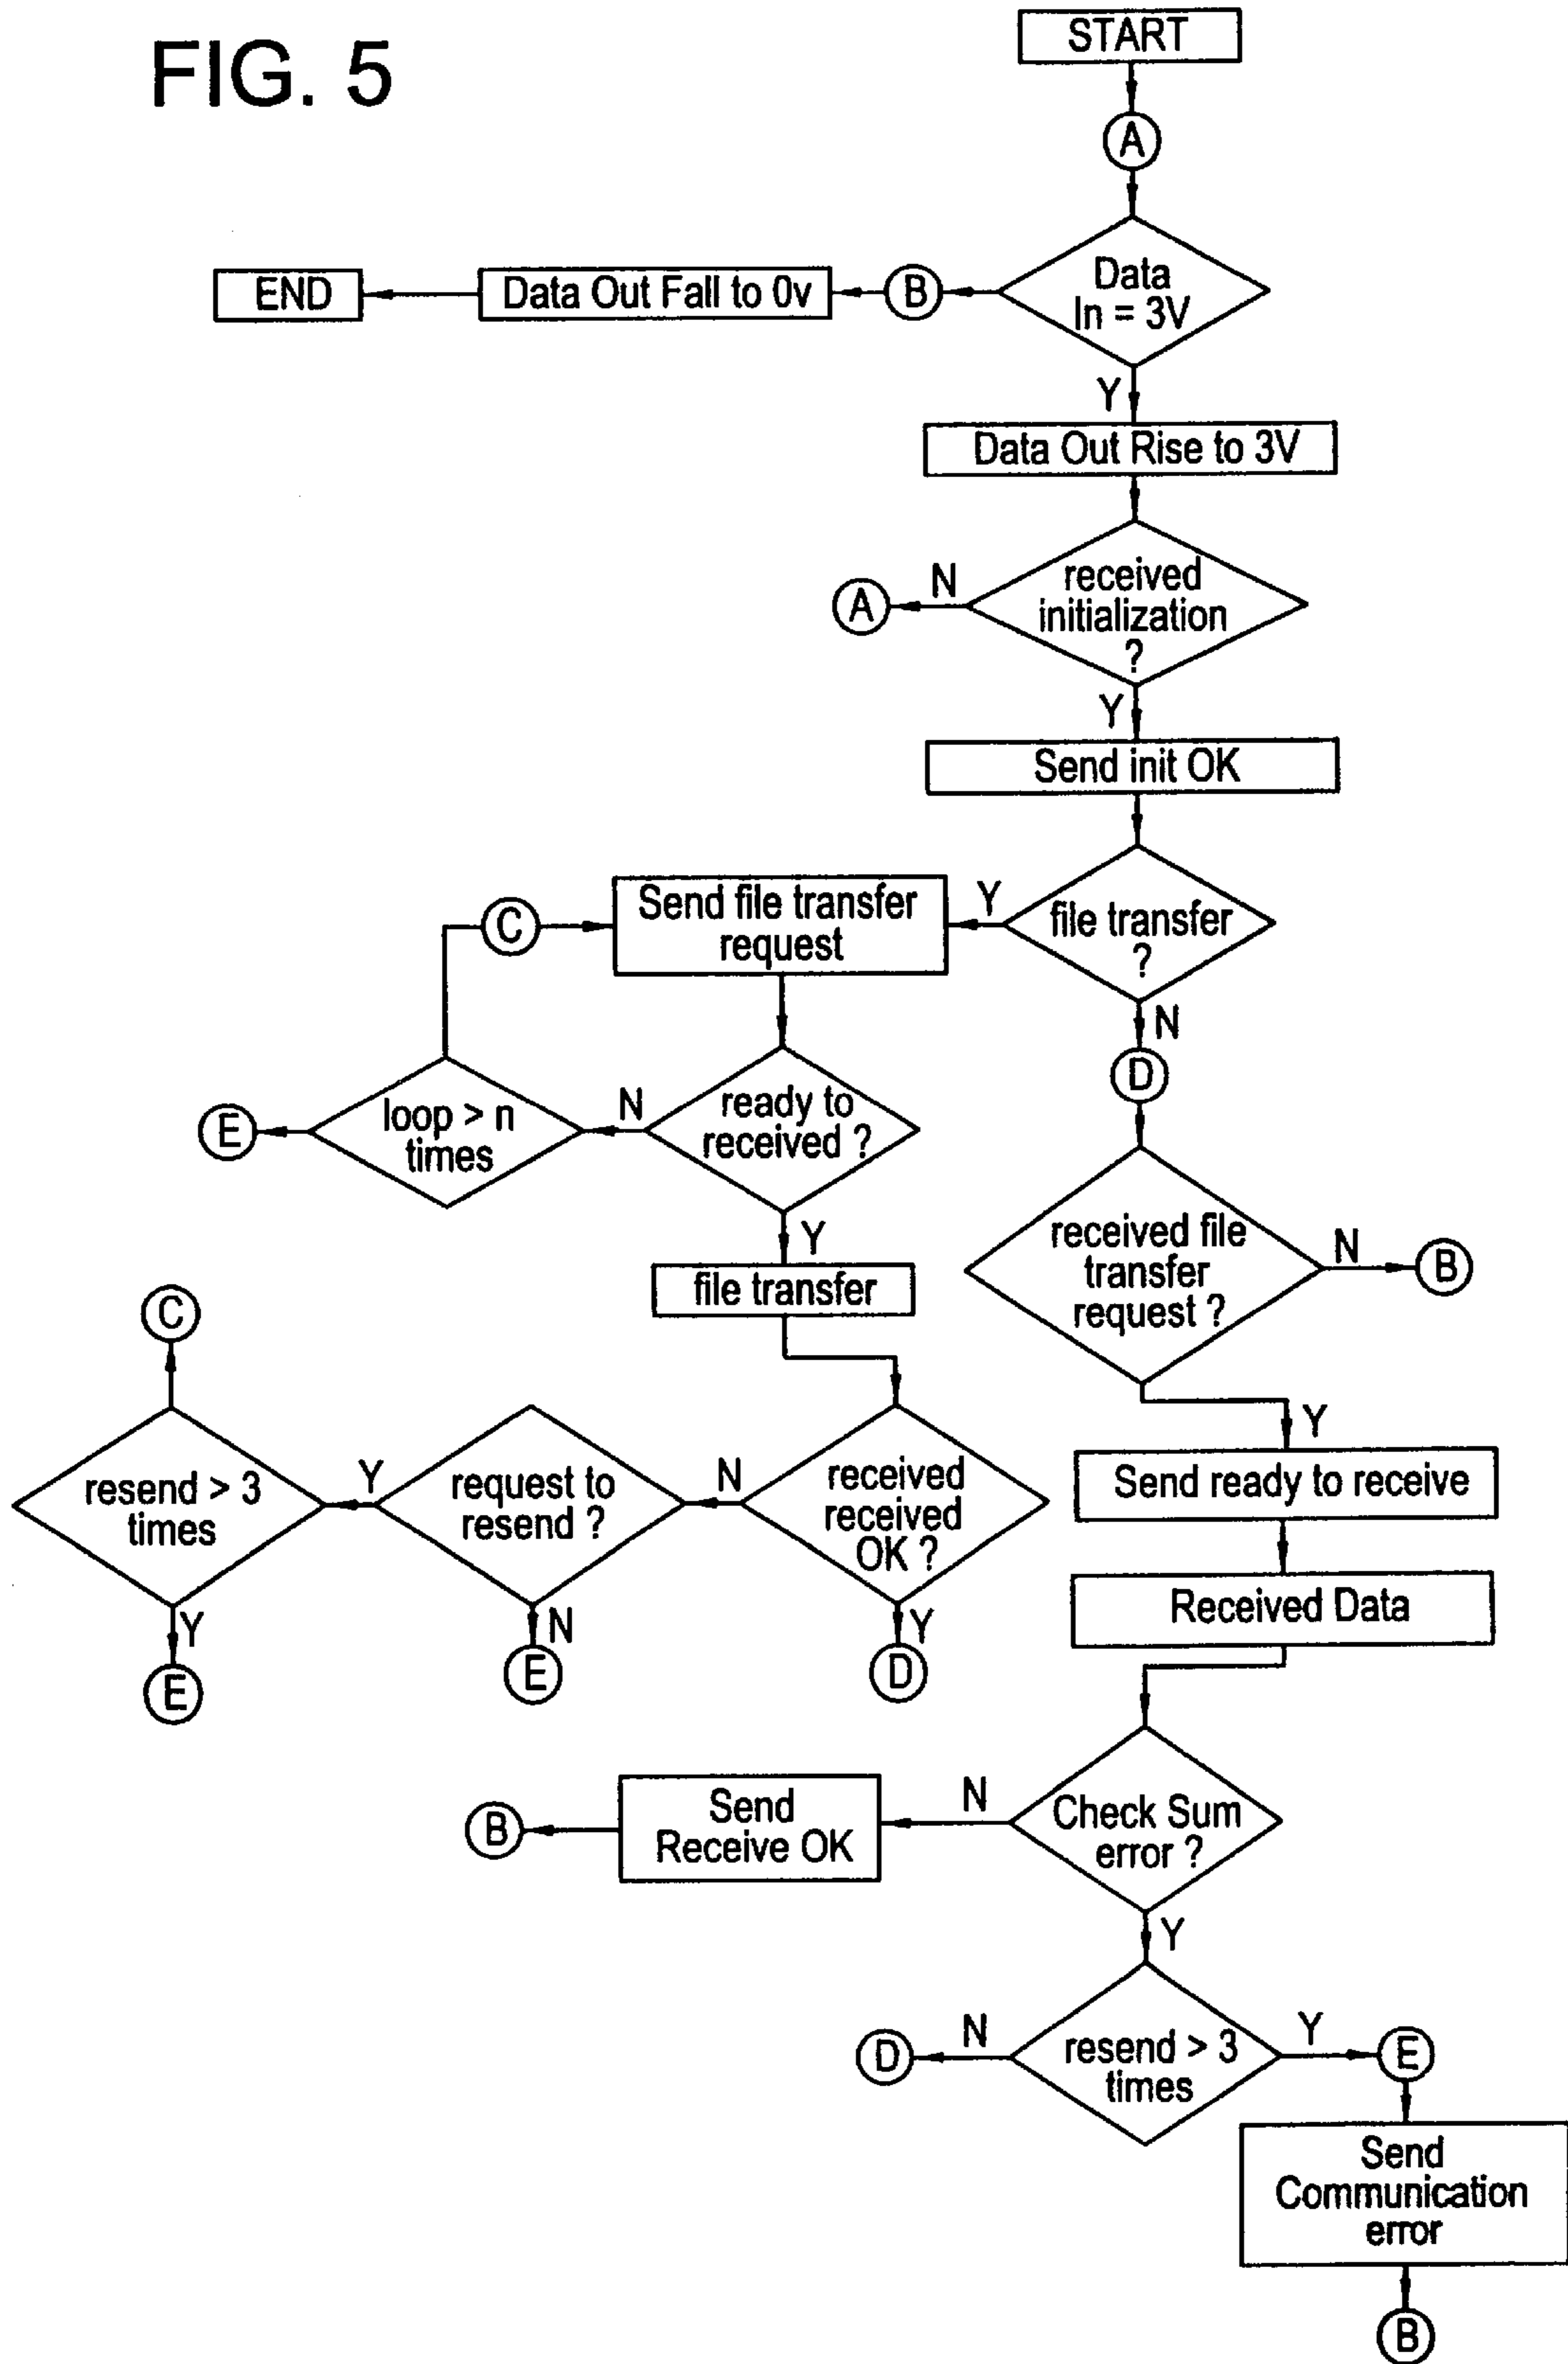 FIG. 5
START
A
Data
In = 3V
B
Data Out Fall to 0v
END
Y
Data Out Rise to 3V
received
initialization
?
N
A
Y
Send init OK
file transfer
?
Y
Send file transfer
request
C
N
D
ready to
received ?
N
loop > n
times
E
Y
file transfer
received file
transfer
request ?
N
B
C
Y
received
received
OK ?
N
request to
resend ?
Y
resend > 3
times
Y
E
N
E
Y
D
Send ready to receive
Received Data
Check Sum
error ?
N
Send
Receive OK
B
Y
resend > 3
times
N
D
Y
E
Send
Communication
error
B